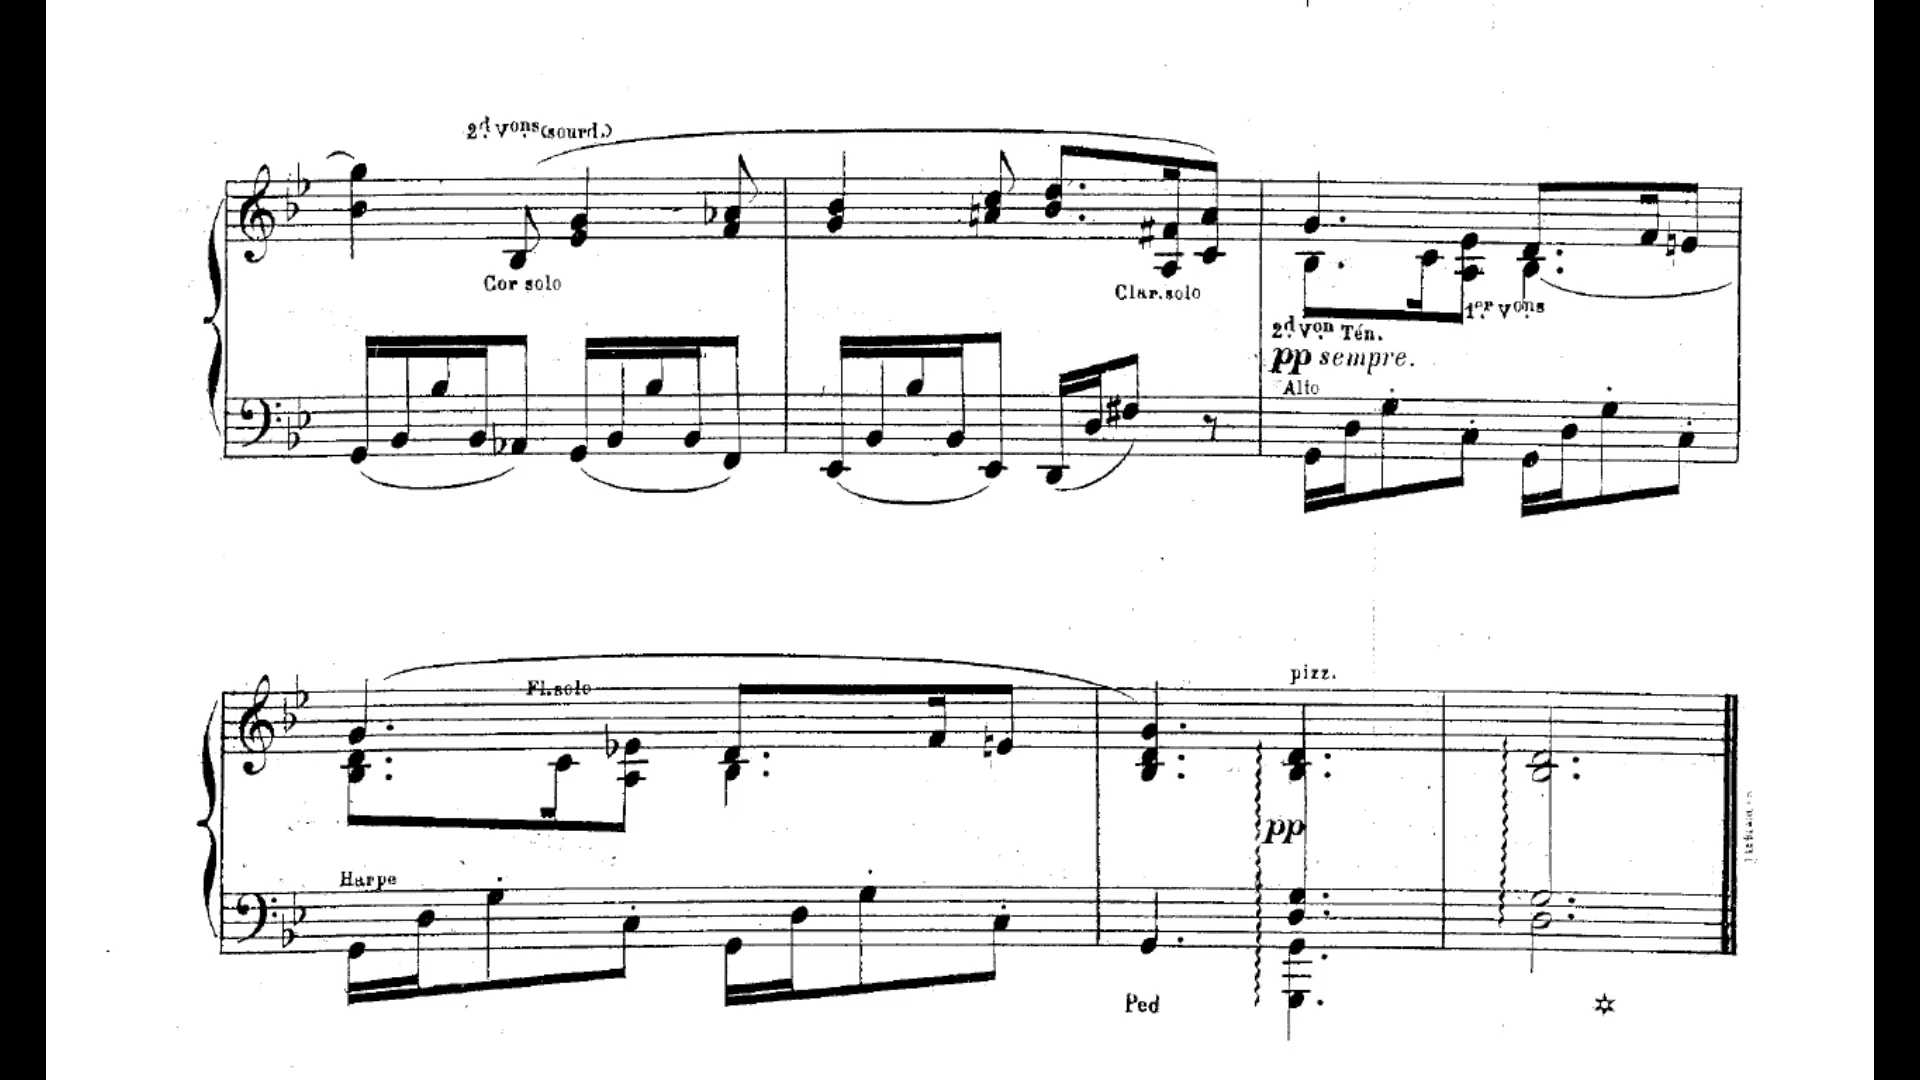 2d. Vons. (sourd.)
Cor solo
Clar. solo
1er Vons
2d. Von. Tén.
pp sempre.
Alto
pizz.
Fl. solo
pp
Harpe
Ped